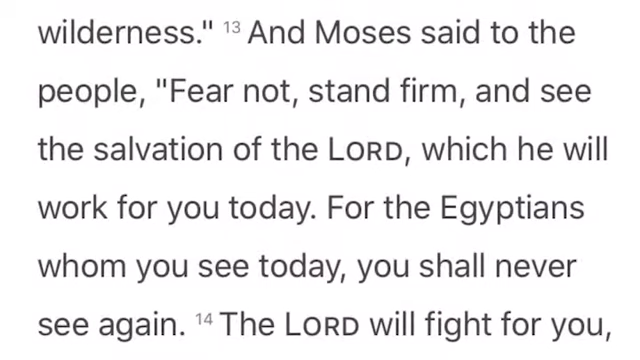 wilderness." 13 And Moses said to the
people, "Fear not, stand firm, and see
the salvation of the LORD, which he will
work for you today. For the Egyptians
whom you see today, you shall never
see again. 14 The LORD will fight for you,